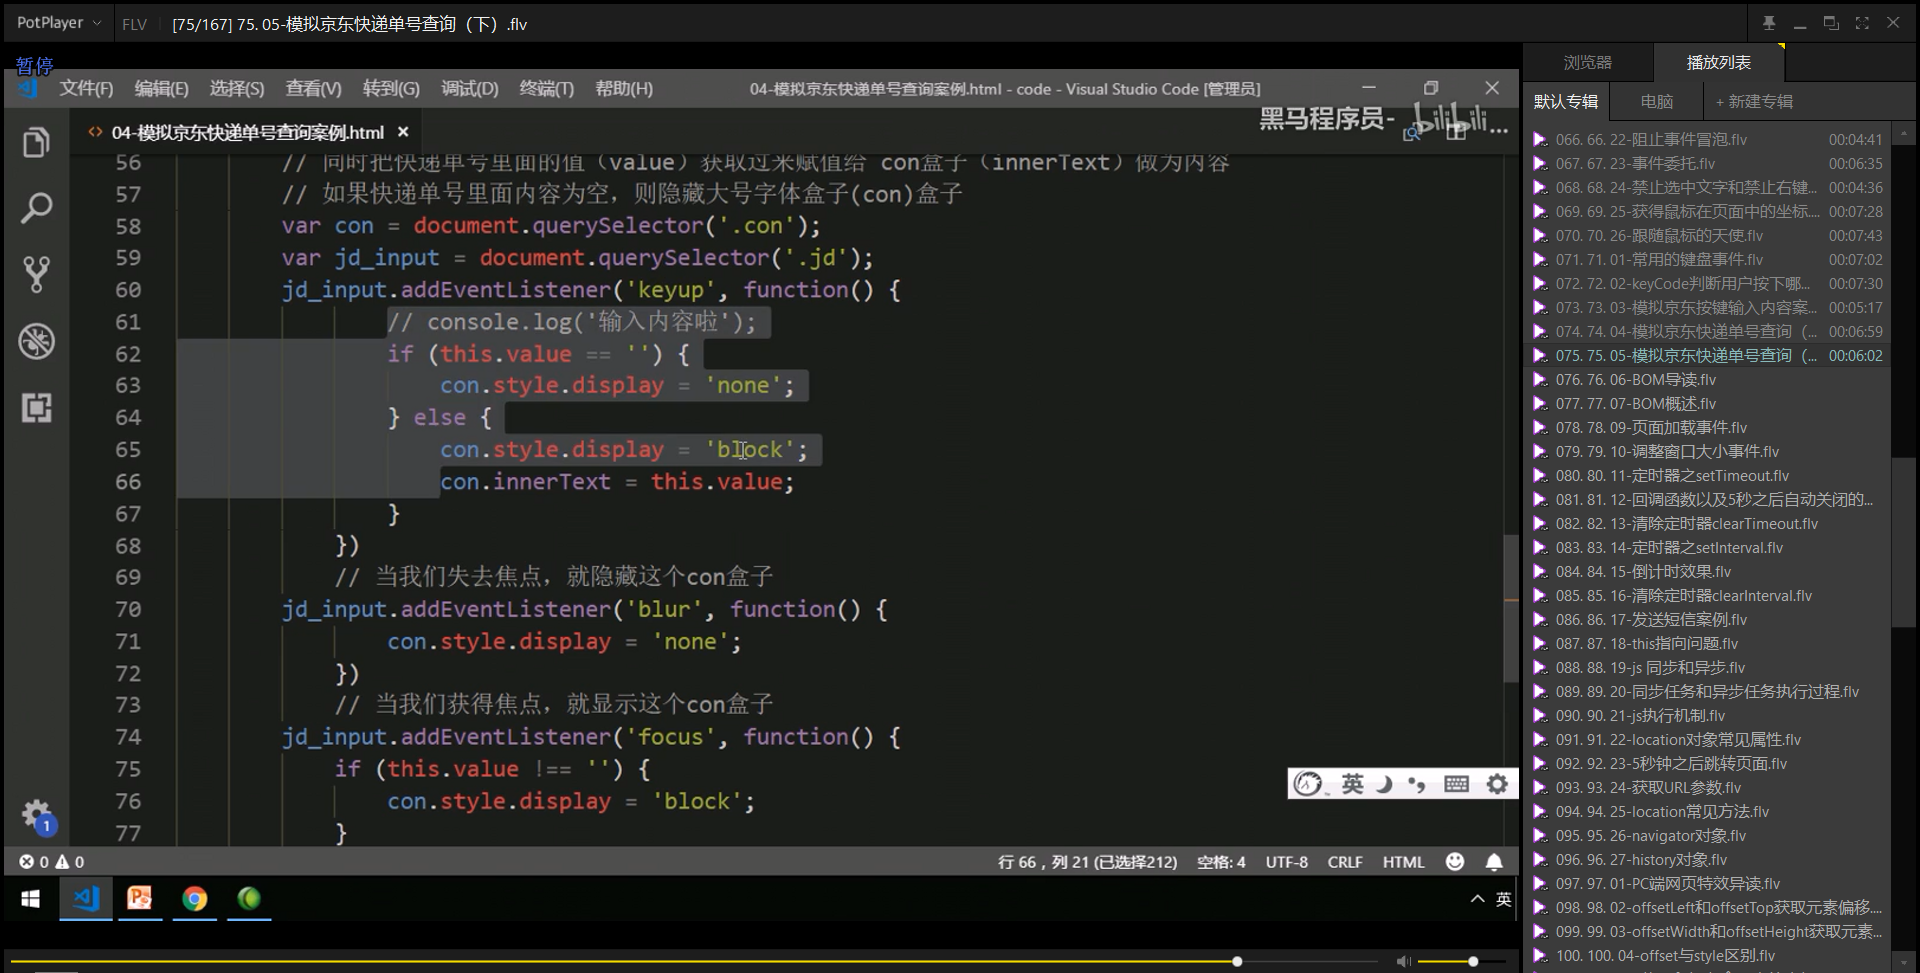 PotPlayer FLV [75/167] 75. 05-模拟京东快递单号查询（下）.flv
暂停
文件(F) 编辑(E) 选择(S) 查看(V) 转到(G) 调试(D) 终端(T) 帮助(H) 04-模拟京东快递单号查询案例.html - code - Visual Studio Code [管理员]
黑马程序员- bilibili
04-模拟京东快递单号查询案例.html ×
56 // 同时把快递单号里面的值（value）获取过来赋值给 con盒子（innerText）做为内容
57 // 如果快递单号里面内容为空，则隐藏大号字体盒子(con)盒子
58 var con = document.querySelector('.con');
59 var jd_input = document.querySelector('.jd');
60 jd_input.addEventListener('keyup', function() {
61 // console.log('输入内容啦');
62 if (this.value == '') {
63 con.style.display = 'none';
64 } else {
65 con.style.display = 'block';
66 con.innerText = this.value;
67 }
68 })
69 // 当我们失去焦点，就隐藏这个con盒子
70 jd_input.addEventListener('blur', function() {
71 con.style.display = 'none';
72 })
73 // 当我们获得焦点，就显示这个con盒子
74 jd_input.addEventListener('focus', function() {
75 if (this.value !== '') {
76 con.style.display = 'block';
77 }
1
英
0 0 行 66，列 21 (已选择212) 空格: 4 UTF-8 CRLF HTML
英
浏览器 播放列表
默认专辑 电脑 + 新建专辑
066. 66. 22-阻止事件冒泡.flv 00:04:41
067. 67. 23-事件委托.flv 00:06:35
068. 68. 24-禁止选中文字和禁止右键... 00:04:36
069. 69. 25-获得鼠标在页面中的坐标.... 00:07:28
070. 70. 26-跟随鼠标的天使.flv 00:07:43
071. 71. 01-常用的键盘事件.flv 00:07:02
072. 72. 02-keyCode判断用户按下哪... 00:07:30
073. 73. 03-模拟京东按键输入内容案... 00:05:17
074. 74. 04-模拟京东快递单号查询（... 00:06:59
075. 75. 05-模拟京东快递单号查询（... 00:06:02
076. 76. 06-BOM导读.flv
077. 77. 07-BOM概述.flv
078. 78. 09-页面加载事件.flv
079. 79. 10-调整窗口大小事件.flv
080. 80. 11-定时器之setTimeout.flv
081. 81. 12-回调函数以及5秒之后自动关闭的...
082. 82. 13-清除定时器clearTimeout.flv
083. 83. 14-定时器之setInterval.flv
084. 84. 15-倒计时效果.flv
085. 85. 16-清除定时器clearInterval.flv
086. 86. 17-发送短信案例.flv
087. 87. 18-this指向问题.flv
088. 88. 19-js 同步和异步.flv
089. 89. 20-同步任务和异步任务执行过程.flv
090. 90. 21-js执行机制.flv
091. 91. 22-location对象常见属性.flv
092. 92. 23-5秒钟之后跳转页面.flv
093. 93. 24-获取URL参数.flv
094. 94. 25-location常见方法.flv
095. 95. 26-navigator对象.flv
096. 96. 27-history对象.flv
097. 97. 01-PC端网页特效导读.flv
098. 98. 02-offsetLeft和offsetTop获取元素偏移....
099. 99. 03-offsetWidth和offsetHeight获取元素...
100. 100. 04-offset与style区别.flv